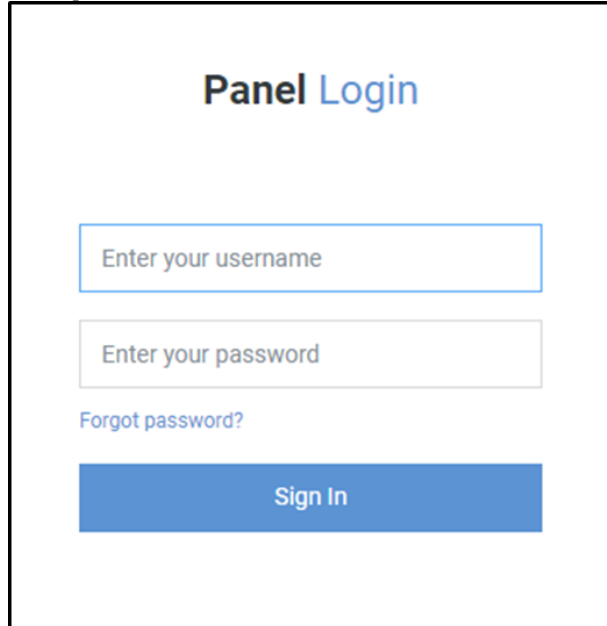 Panel Login
Enter your username
Enter your password
Forgot password?
Sign In